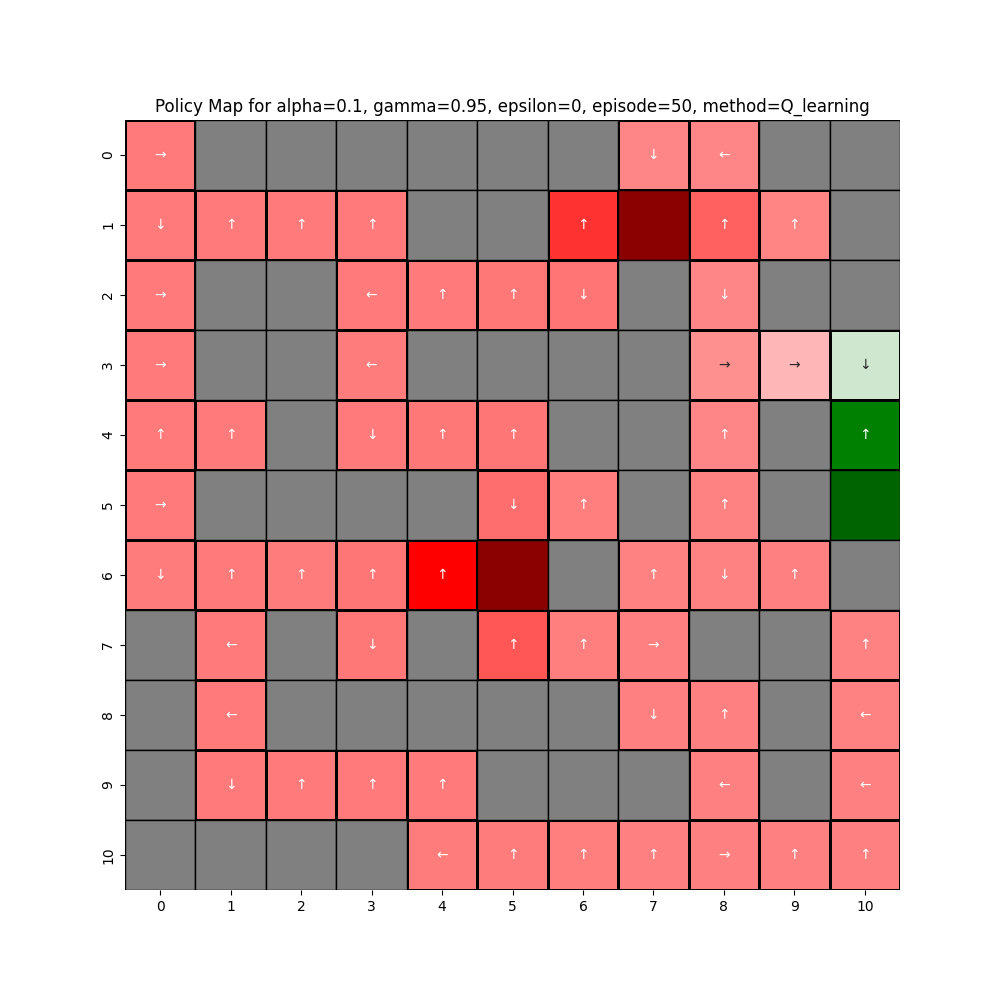 Policy Map for alpha=0.1, gamma=0.95, epsilon=0, episode=50, method=Q_learning
0 → ↓ ←
1 ↓ ↑ ↑ ↑ ↑ ↑ ↑
2 → ← ↑ ↑ ↓ ↓
3 → ← → → ↓
4 ↑ ↑ ↓ ↑ ↑ ↑ ↑
5 → ↓ ↑ ↑
6 ↓ ↑ ↑ ↑ ↑ ↑ ↓ ↑
7 ← ↓ ↑ ↑ → ↑
8 ← ↓ ↑ ←
9 ↓ ↑ ↑ ↑ ← ←
10 ← ↑ ↑ ↑ → ↑ ↑
0 1 2 3 4 5 6 7 8 9 10